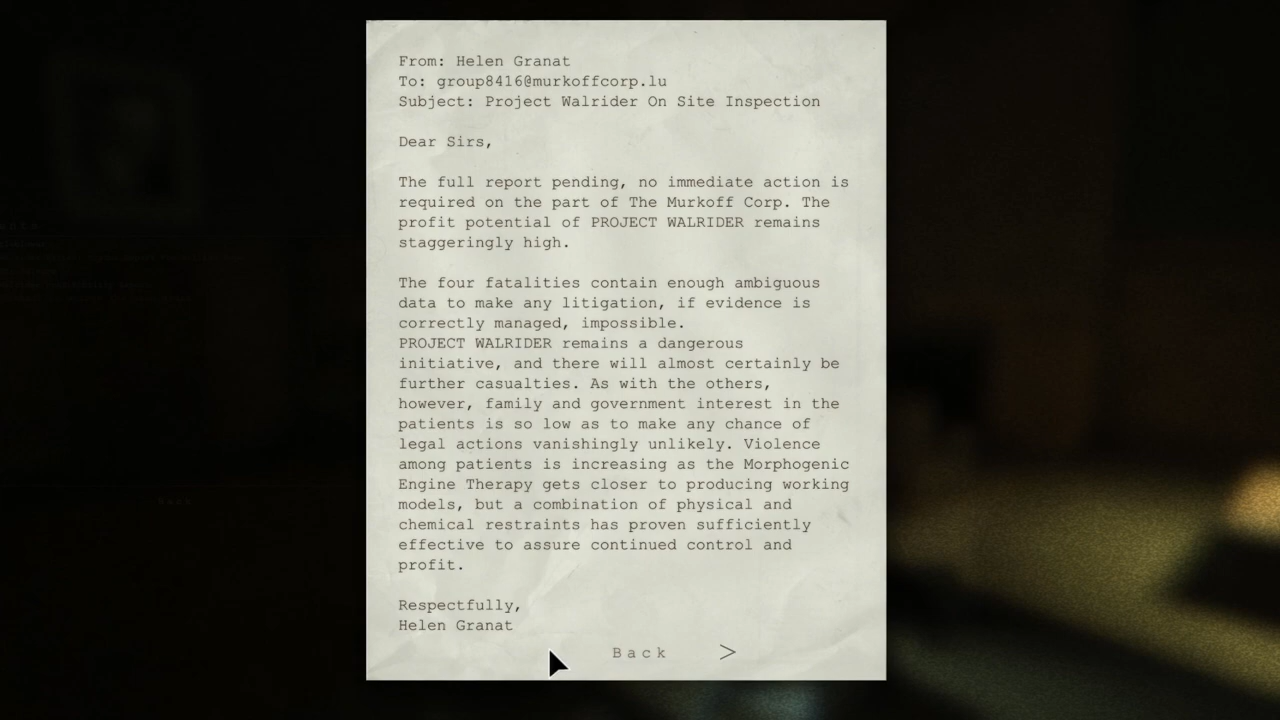 From: Helen Granat
To: group8416@murkoffcorp.lu
Subject: Project Walrider On Site Inspection
Dear Sirs,
The full report pending, no immediate action is
required on the part of The Murkoff Corp. The
profit potential of PROJECT WALRIDER remains
staggeringly high.
The four fatalities contain enough ambiguous
data to make any litigation, if evidence is
correctly managed, impossible.
PROJECT WALRIDER remains a dangerous
initiative, and there will almost certainly be
further casualties. As with the others,
however, family and government interest in the
patients is so low as to make any chance of
legal actions vanishingly unlikely. Violence
among patients is increasing as the Morphogenic
Engine Therapy gets closer to producing working
models, but a combination of physical and
chemical restraints has proven sufficiently
effective to assure continued control and
profit.
Respectfully,
Helen Granat
Back >